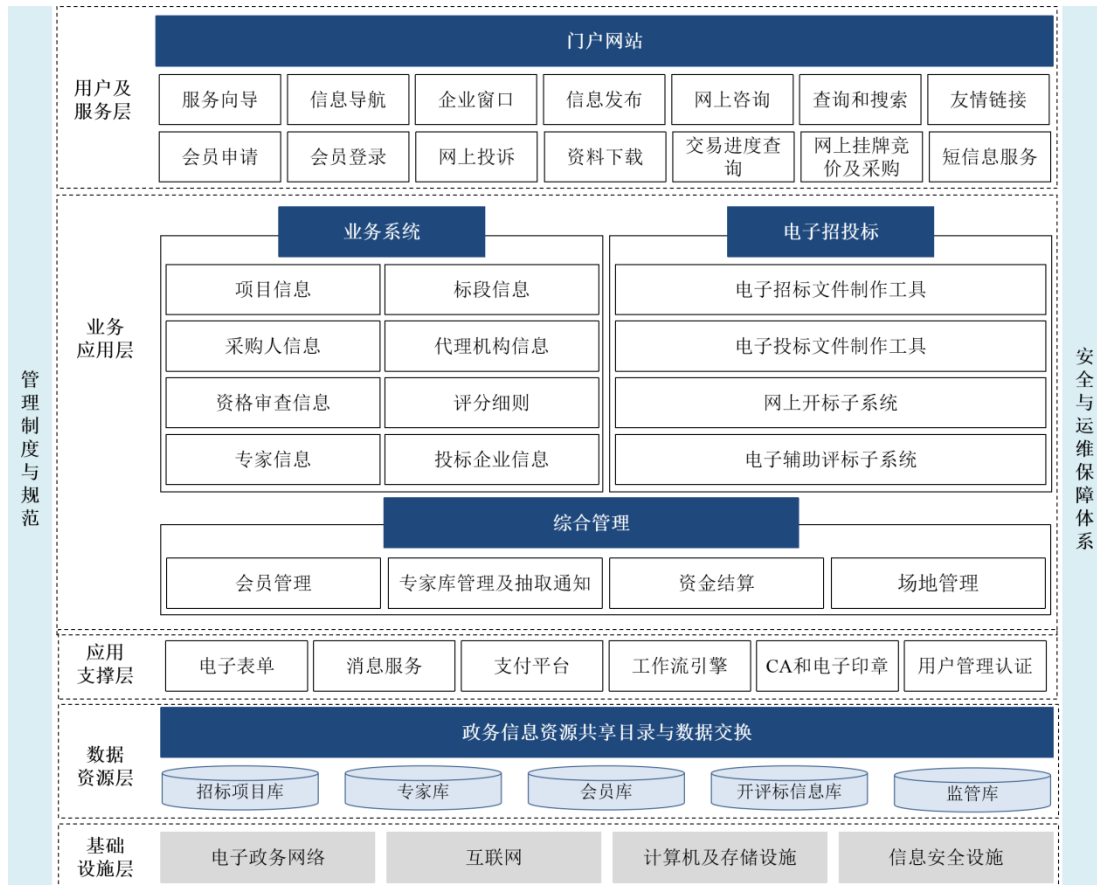 门户网站
用户及
服务层
服务向导
信息导航
企业窗口
信息发布
网上咨询
查询和搜索
友情链接
会员申请
会员登录
网上投诉
资料下载
交易进度查
询
网上挂牌竞
价及采购
短信息服务
业务
应用层
业务系统
项目信息
标段信息
采购人信息
代理机构信息
资格审查信息
评分细则
专家信息
投标企业信息
电子招投标
电子招标文件制作工具
电子投标文件制作工具
网上开标子系统
电子辅助评标子系统
综合管理
会员管理
专家库管理及抽取通知
资金结算
场地管理
应用
支撑层
电子表单
消息服务
支付平台
工作流引擎
CA和电子印章
用户管理认证
数据
资源层
政务信息资源共享目录与数据交换
招标项目库
专家库
会员库
开评标信息库
监管库
基础
设施层
电子政务网络
互联网
计算机及存储设施
信息安全设施
管理制度与规范
安全与运维保障体系